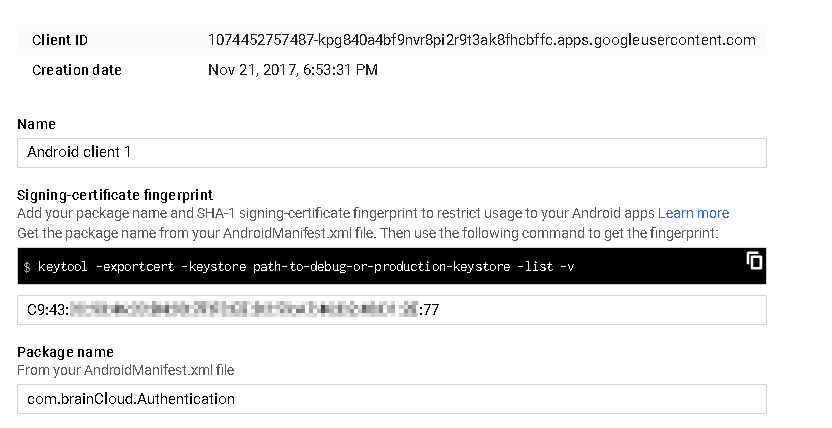 Client ID 1074452757487-kpg840a4bf9nvr8pi2r9t3ak8fhcbffc.apps.googleusercontent.com
Creation date Nov 21, 2017, 6:53:31 PM
Name
Android client 1
Signing-certificate fingerprint
Add your package name and SHA-1 signing-certificate fingerprint to restrict usage to your Android apps Learn more
Get the package name from your AndroidManifest.xml file. Then use the following command to get the fingerprint:
$ keytool -exportcert -keystore path-to-debug-or-production-keystore -list -v
C9:43: :77
Package name
From your AndroidManifest.xml file
com.brainCloud.Authentication